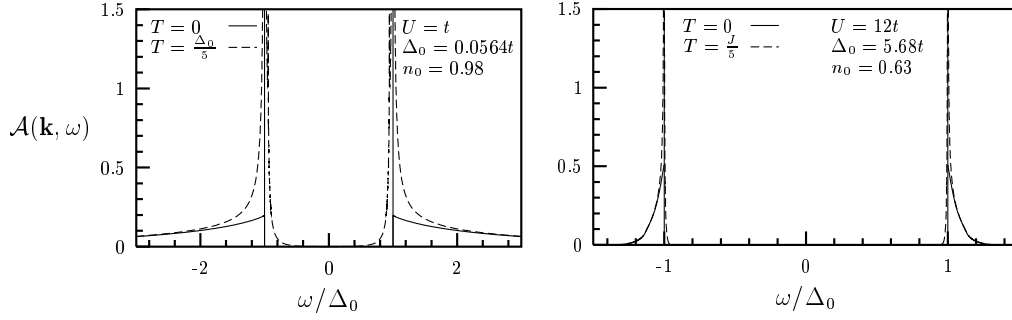 1.5
T = 0
T = Δ₀/5
U = t
Δ₀ = 0.0564t
n₀ = 0.98
1
A(k, ω)
0.5
0
-2
0
2
ω/Δ₀
1.5
T = 0
T = J/5
U = 12t
Δ₀ = 5.68t
n₀ = 0.63
1
0.5
0
-1
0
1
ω/Δ₀